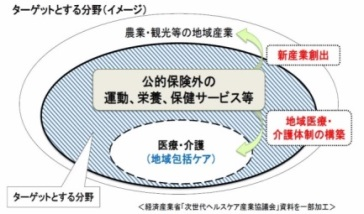 ターゲットとする分野(イメージ)
農業・観光等の地域産業
新産業創出
公的保険外の
運動、栄養、保健サービス等
地域医療・
介護体制の構築
医療・介護
(地域包括ケア)
ターゲットとする分野
<経済産業省「次世代ヘルスケア産業協議会」資料を一部加工>